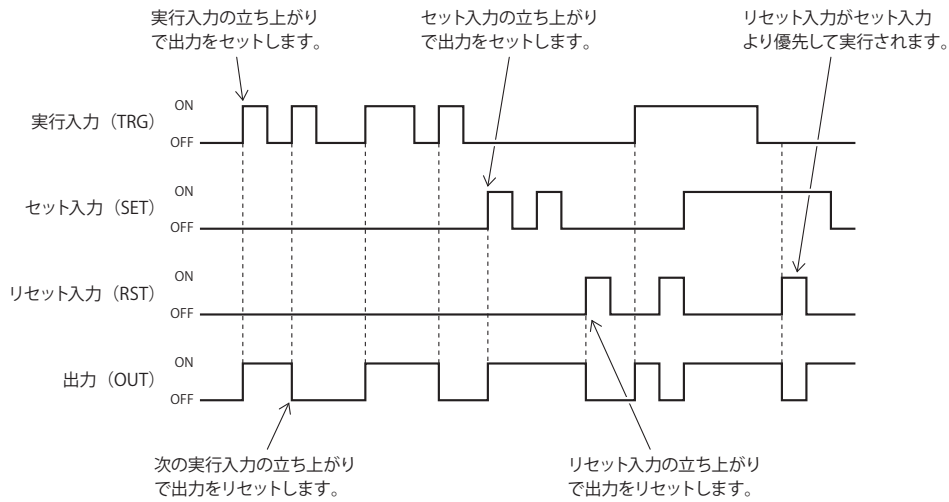 実行入力の立ち上がり
で出力をセットします。
セット入力の立ち上がり
で出力をセットします。
リセット入力がセット入力
より優先して実行されます。
実行入力（TRG）
ON
OFF
セット入力（SET）
ON
OFF
リセット入力（RST）
ON
OFF
出力（OUT）
ON
OFF
次の実行入力の立ち上がり
で出力をリセットします。
リセット入力の立ち上がり
で出力をリセットします。